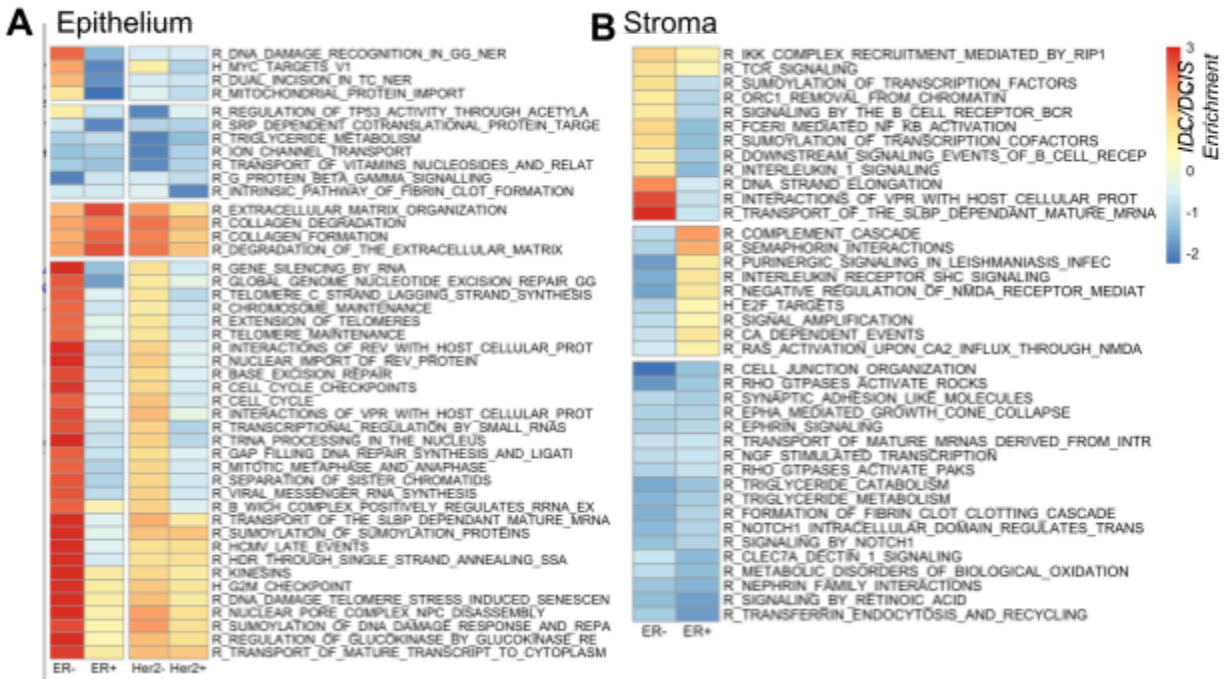 A Epithelium
R_DNA_DAMAGE_RECOGNITION_IN_GG_NER
H_MYC_TARGETS_V1
R_DUAL_INCISION_IN_TC_NER
R_MITOCHONDRIAL_PROTEIN_IMPORT
R_REGULATION_OF_TP53_ACTIVITY_THROUGH_ACETYLA
R_SRP_DEPENDENT_COTRANSLATIONAL_PROTEIN_TARGE
R_TRIGLYCERIDE_METABOLISM
R_ION_CHANNEL_TRANSPORT
R_TRANSPORT_OF_VITAMINS_NUCLEOSIDES_AND_RELAT
R_G_PROTEIN_BETA_GAMMA_SIGNALLING
R_INTRINSIC_PATHWAY_OF_FIBRIN_CLOT_FORMATION
R_EXTRACELLULAR_MATRIX_ORGANIZATION
R_COLLAGEN_DEGRADATION
R_COLLAGEN_FORMATION
R_DEGRADATION_OF_THE_EXTRACELLULAR_MATRIX
R_GENE_SILENCING_BY_RNA
R_GLOBAL_GENOME_NUCLEOTIDE_EXCISION_REPAIR_GG
R_TELOMERE_C_STRAND_LAGGING_STRAND_SYNTHESIS
R_CHROMOSOME_MAINTENANCE
R_EXTENSION_OF_TELOMERES
R_TELOMERE_MAINTENANCE
R_INTERACTIONS_OF_REV_WITH_HOST_CELLULAR_PROT
R_NUCLEAR_IMPORT_OF_REV_PROTEIN
R_BASE_EXCISION_REPAIR
R_CELL_CYCLE_CHECKPOINTS
R_CELL_CYCLE
R_INTERACTIONS_OF_VPR_WITH_HOST_CELLULAR_PROT
R_TRANSCRIPTIONAL_REGULATION_BY_SMALL_RNAS
R_TRNA_PROCESSING_IN_THE_NUCLEUS
R_GAP_FILLING_DNA_REPAIR_SYNTHESIS_AND_LIGATI
R_MITOTIC_METAPHASE_AND_ANAPHASE
R_SEPARATION_OF_SISTER_CHROMATIDS
R_VIRAL_MESSENGER_RNA_SYNTHESIS
R_B_WICH_COMPLEX_POSITIVELY_REGULATES_RRNA_EX
R_TRANSPORT_OF_THE_SLBP_DEPENDANT_MATURE_MRNA
R_SUMOYLATION_OF_SUMOYLATION_PROTEINS
R_HCMV_LATE_EVENTS
R_HDR_THROUGH_SINGLE_STRAND_ANNEALING_SSA
R_KINESINS
H_G2M_CHECKPOINT
R_DNA_DAMAGE_TELOMERE_STRESS_INDUCED_SENESCEN
R_NUCLEAR_PORE_COMPLEX_NPC_DISASSEMBLY
R_SUMOYLATION_OF_DNA_DAMAGE_RESPONSE_AND_REPA
R_REGULATION_OF_GLUCOKINASE_BY_GLUCOKINASE_RE
R_TRANSPORT_OF_MATURE_TRANSCRIPT_TO_CYTOPLASM
ER- ER+ Her2- Her2+
B Stroma
R_IKK_COMPLEX_RECRUITMENT_MEDIATED_BY_RIP1
R_TCR_SIGNALING
R_SUMOYLATION_OF_TRANSCRIPTION_FACTORS
R_ORC1_REMOVAL_FROM_CHROMATIN
R_SIGNALING_BY_THE_B_CELL_RECEPTOR_BCR
R_FCERI_MEDIATED_NF_KB_ACTIVATION
R_SUMOYLATION_OF_TRANSCRIPTION_COFACTORS
R_DOWNSTREAM_SIGNALING_EVENTS_OF_B_CELL_RECEP
R_INTERLEUKIN_1_SIGNALING
R_DNA_STRAND_ELONGATION
R_INTERACTIONS_OF_VPR_WITH_HOST_CELLULAR_PROT
R_TRANSPORT_OF_THE_SLBP_DEPENDANT_MATURE_MRNA
R_COMPLEMENT_CASCADE
R_SEMAPHORIN_INTERACTIONS
R_PURINERGIC_SIGNALING_IN_LEISHMANIASIS_INFEC
R_INTERLEUKIN_RECEPTOR_SHC_SIGNALING
R_NEGATIVE_REGULATION_OF_NMDA_RECEPTOR_MEDIAT
H_E2F_TARGETS
R_SIGNAL_AMPLIFICATION
R_CA_DEPENDENT_EVENTS
R_RAS_ACTIVATION_UPON_CA2_INFLUX_THROUGH_NMDA
R_CELL_JUNCTION_ORGANIZATION
R_RHO_GTPASES_ACTIVATE_ROCKS
R_SYNAPTIC_ADHESION_LIKE_MOLECULES
R_EPHA_MEDIATED_GROWTH_CONE_COLLAPSE
R_EPHRIN_SIGNALING
R_TRANSPORT_OF_MATURE_MRNAS_DERIVED_FROM_INTR
R_NGF_STIMULATED_TRANSCRIPTION
R_RHO_GTPASES_ACTIVATE_PAKS
R_TRIGLYCERIDE_CATABOLISM
R_TRIGLYCERIDE_METABOLISM
R_FORMATION_OF_FIBRIN_CLOT_CLOTTING_CASCADE
R_NOTCH1_INTRACELLULAR_DOMAIN_REGULATES_TRANS
R_SIGNALING_BY_NOTCH1
R_CLEC7A_DECTIN_1_SIGNALING
R_METABOLIC_DISORDERS_OF_BIOLOGICAL_OXIDATION
R_NEPHRIN_FAMILY_INTERACTIONS
R_SIGNALING_BY_RETINOIC_ACID
R_TRANSFERRIN_ENDOCYTOSIS_AND_RECYCLING
ER- ER+
3
2
1
0
-1
-2
IDC/DCIS
Enrichment